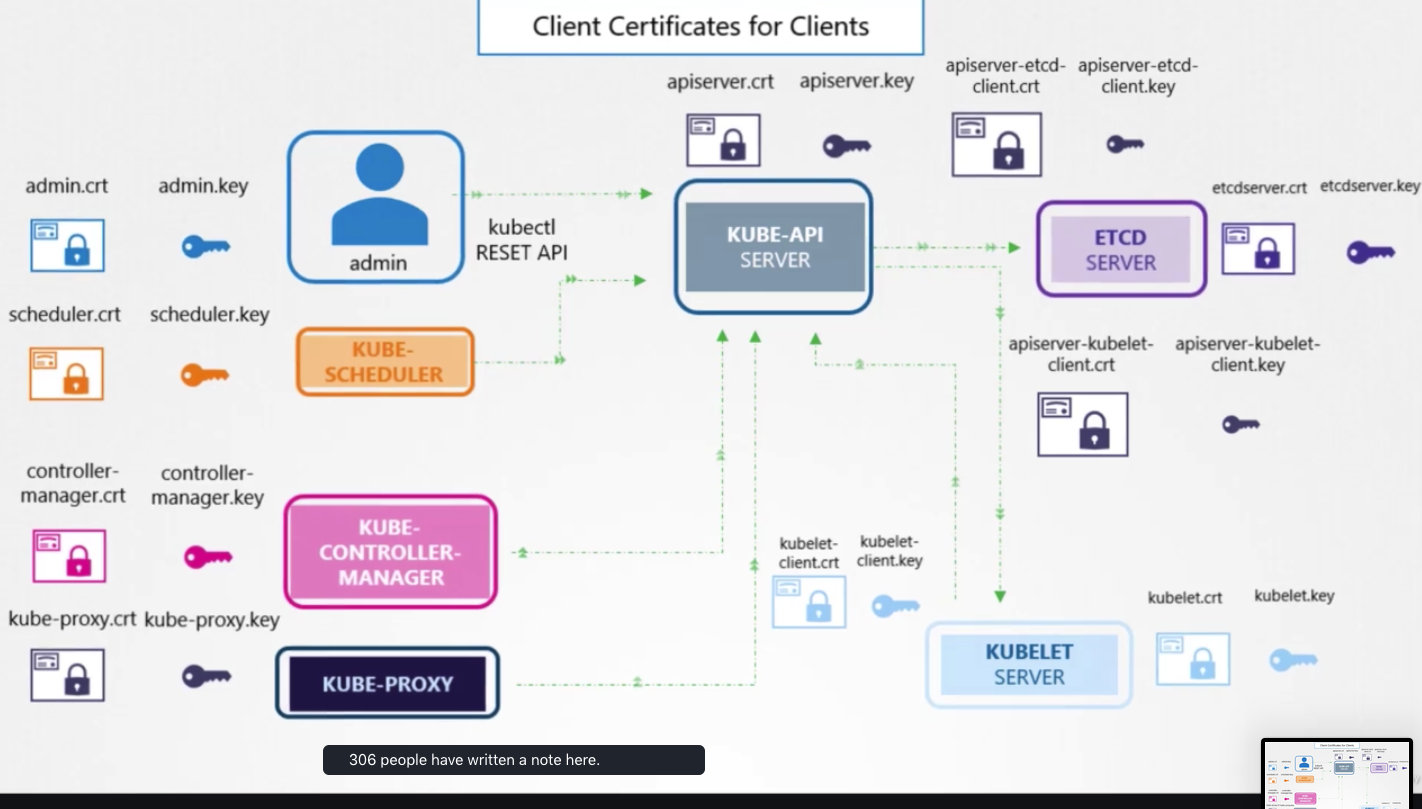 Client Certificates for Clients
apiserver.crt
apiserver.key
apiserver-etcd-
client.crt
apiserver-etcd-
client.key
admin.crt
admin.key
admin
kubectl
RESET API
KUBE-API
SERVER
ETCD
SERVER
etcdserver.crt
etcdserver.key
scheduler.crt
scheduler.key
KUBE-
SCHEDULER
apiserver-kubelet-
client.crt
apiserver-kubelet-
client.key
controller-
manager.crt
controller-
manager.key
KUBE-
CONTROLLER-
MANAGER
kubelet-
client.crt
kubelet-
client.key
kube-proxy.crt
kube-proxy.key
KUBE-PROXY
KUBELET
SERVER
kubelet.crt
kubelet.key
306 people have written a note here.
Client Certificates for Clients